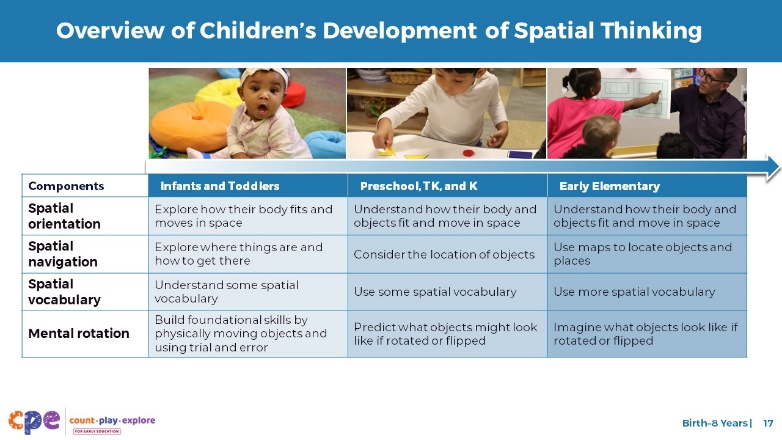 Overview of Children's Development of Spatial Thinking
Components
Infants and Toddlers
Preschool, TK, and K
Early Elementary
Spatial
orientation
Explore how their body fits and
moves in space
Understand how their body and
objects fit and move in space
Understand how their body and
objects fit and move in space
Spatial
navigation
Explore where things are and
how to get there
Consider the location of objects
Use maps to locate objects and
places
Spatial
vocabulary
Understand some spatial
vocabulary
Use some spatial vocabulary
Use more spatial vocabulary
Mental rotation
Build foundational skills by
physically moving objects and
using trial and error
Predict what objects might look
like if rotated or flipped
Imagine what objects look like if
rotated or flipped
cpe
count·play·explore
FOR EARLY EDUCATION
Birth-8 Years | 17